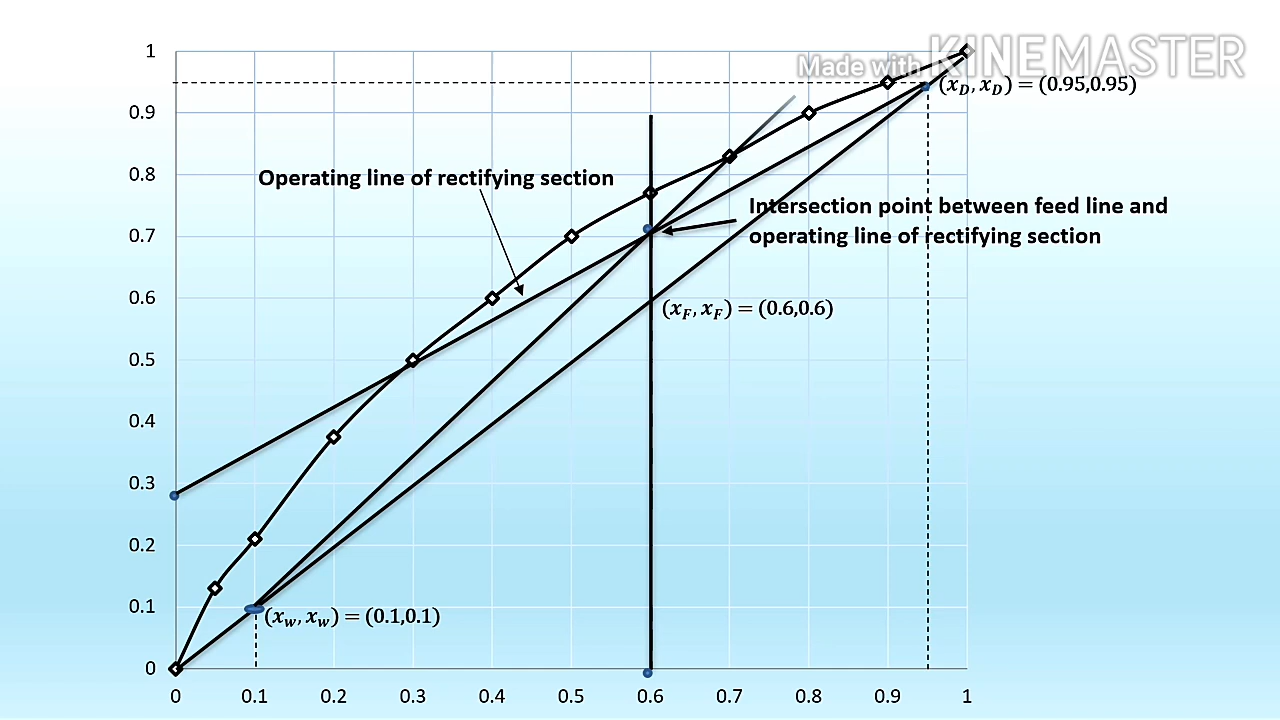 Made with KINEMASTER
1
(x_D, x_D) = (0.95,0.95)
0.9
0.8
Operating line of rectifying section
Intersection point between feed line and
operating line of rectifying section
0.7
0.6
(x_F, x_F) = (0.6,0.6)
0.5
0.4
0.3
0.2
0.1
(x_w, x_w) = (0.1,0.1)
0
0 0.1 0.2 0.3 0.4 0.5 0.6 0.7 0.8 0.9 1